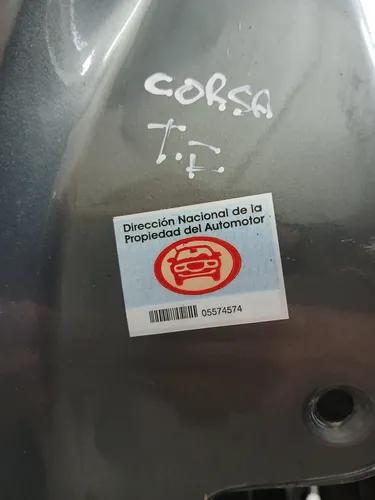 CORSA
T.F
Dirección Nacional de la
Propiedad del Automotor
05574574